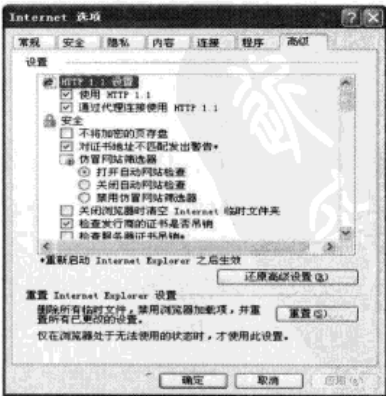 Internet 选项
常规 安全 隐私 内容 连接 程序 高级
设置
HTTP 1.1 设置
使用 HTTP 1.1
通过代理连接使用 HTTP 1.1
安全
不将加密的页存盘
对证书地址不匹配发出警告*
仿冒网站筛选器
打开自动网站检查
关闭自动网站检查
禁用仿冒网站筛选器
关闭浏览器时清空 Internet 临时文件夹
检查发行商的证书是否吊销
检查服务器证书吊销*
*重新启动 Internet Explorer 之后生效
还原高级设置(R)
重置 Internet Explorer 设置
删除所有临时文件，禁用浏览器加载项，并重
置所有已更改的设置。
重置(S)...
仅在浏览器处于无法使用的状态时，才使用此设置。
确定 取消 应用(A)